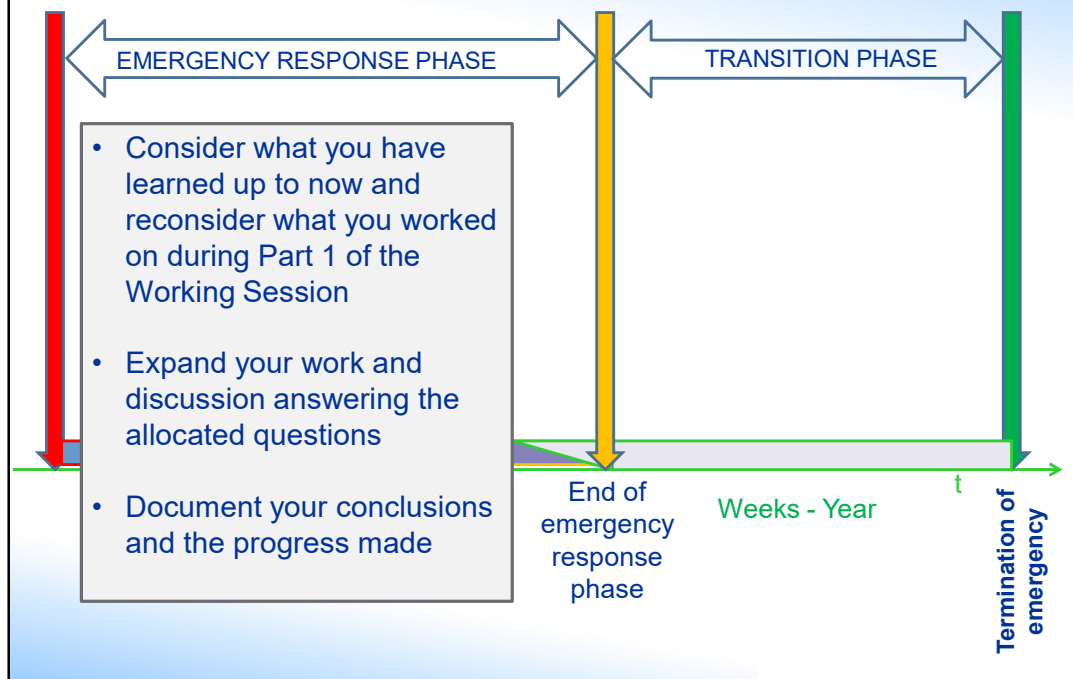 EMERGENCY RESPONSE PHASE
TRANSITION PHASE
• Consider what you have
learned up to now and
reconsider what you worked
on during Part 1 of the
Working Session
• Expand your work and
discussion answering the
allocated questions
• Document your conclusions
and the progress made
End of
emergency
response
phase
Weeks - Year
t
Termination of
emergency